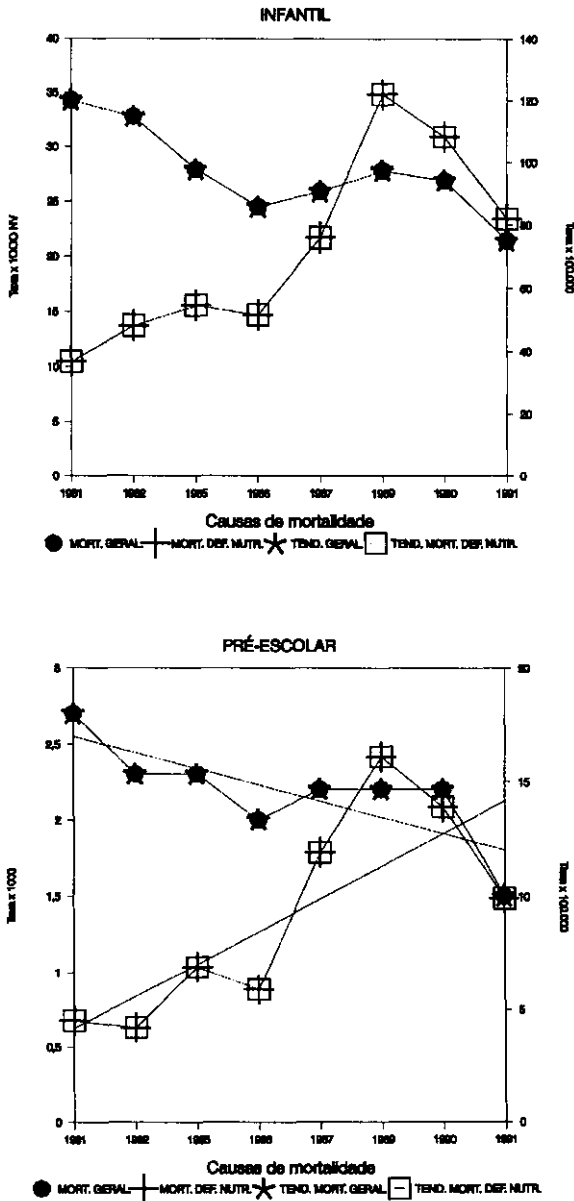 INFANTIL
40
35
30
25
20
15
10
5
0
Taxa x 1000 NV
140
120
100
80
60
40
20
0
Taxa x 100.000
1981 1982 1985 1986 1987 1989 1990 1991
Causas de mortalidade
MORT. GERAL MORT. DEF. NUTR. TEND. GERAL TEND. MORT. DEF. NUTR.
PRÉ-ESCOLAR
3
2,5
2
1,5
1
0,5
0
Taxa x 1000
20
15
10
5
0
Taxa x 100.000
1981 1982 1985 1986 1987 1989 1990 1991
Causas de mortalidade
MORT. GERAL MORT. DEF. NUTR. TEND. MORT. GERAL TEND. MORT. DEF. NUTR.